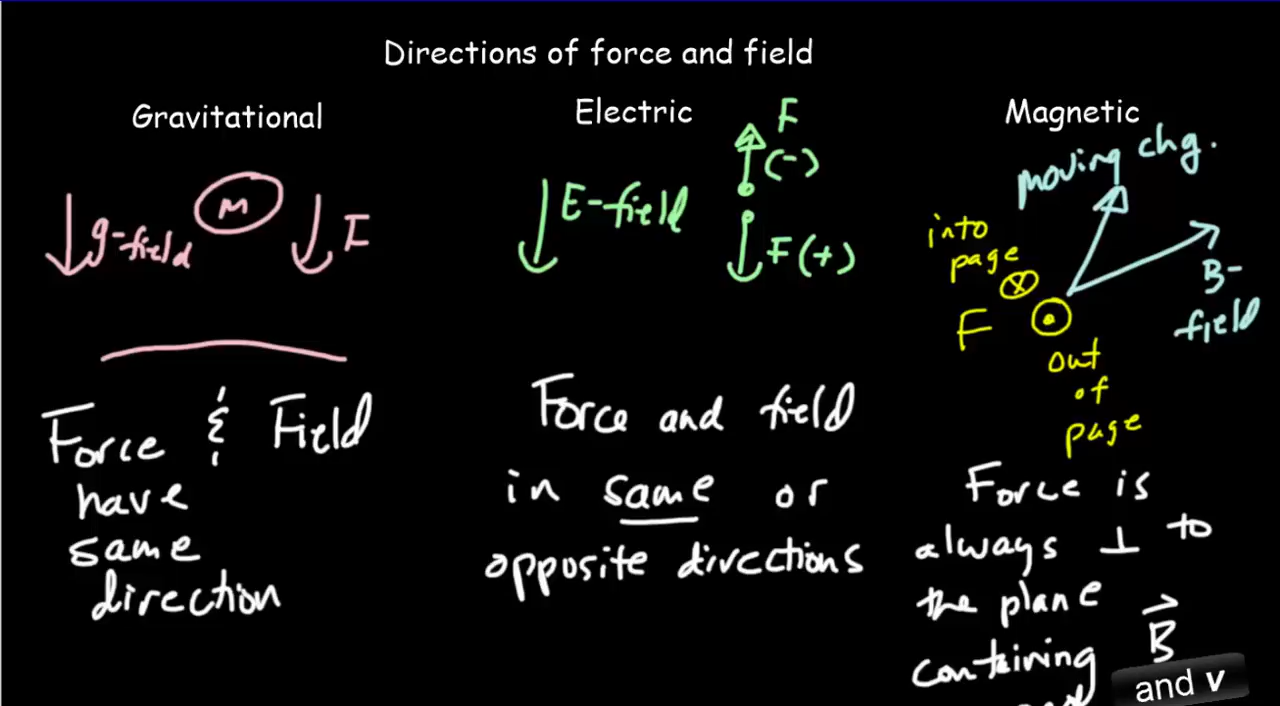 Directions of force and field
Gravitational
g-field
M
F
Force & Field
have
same
direction
Electric
E-field
F
(-)
F (+)
Force and field
in same or
opposite directions
Magnetic
moving chg.
B-
field
into
page
F
out
of
page
Force is
always ⊥ to
the plane
containing B⃗
and v